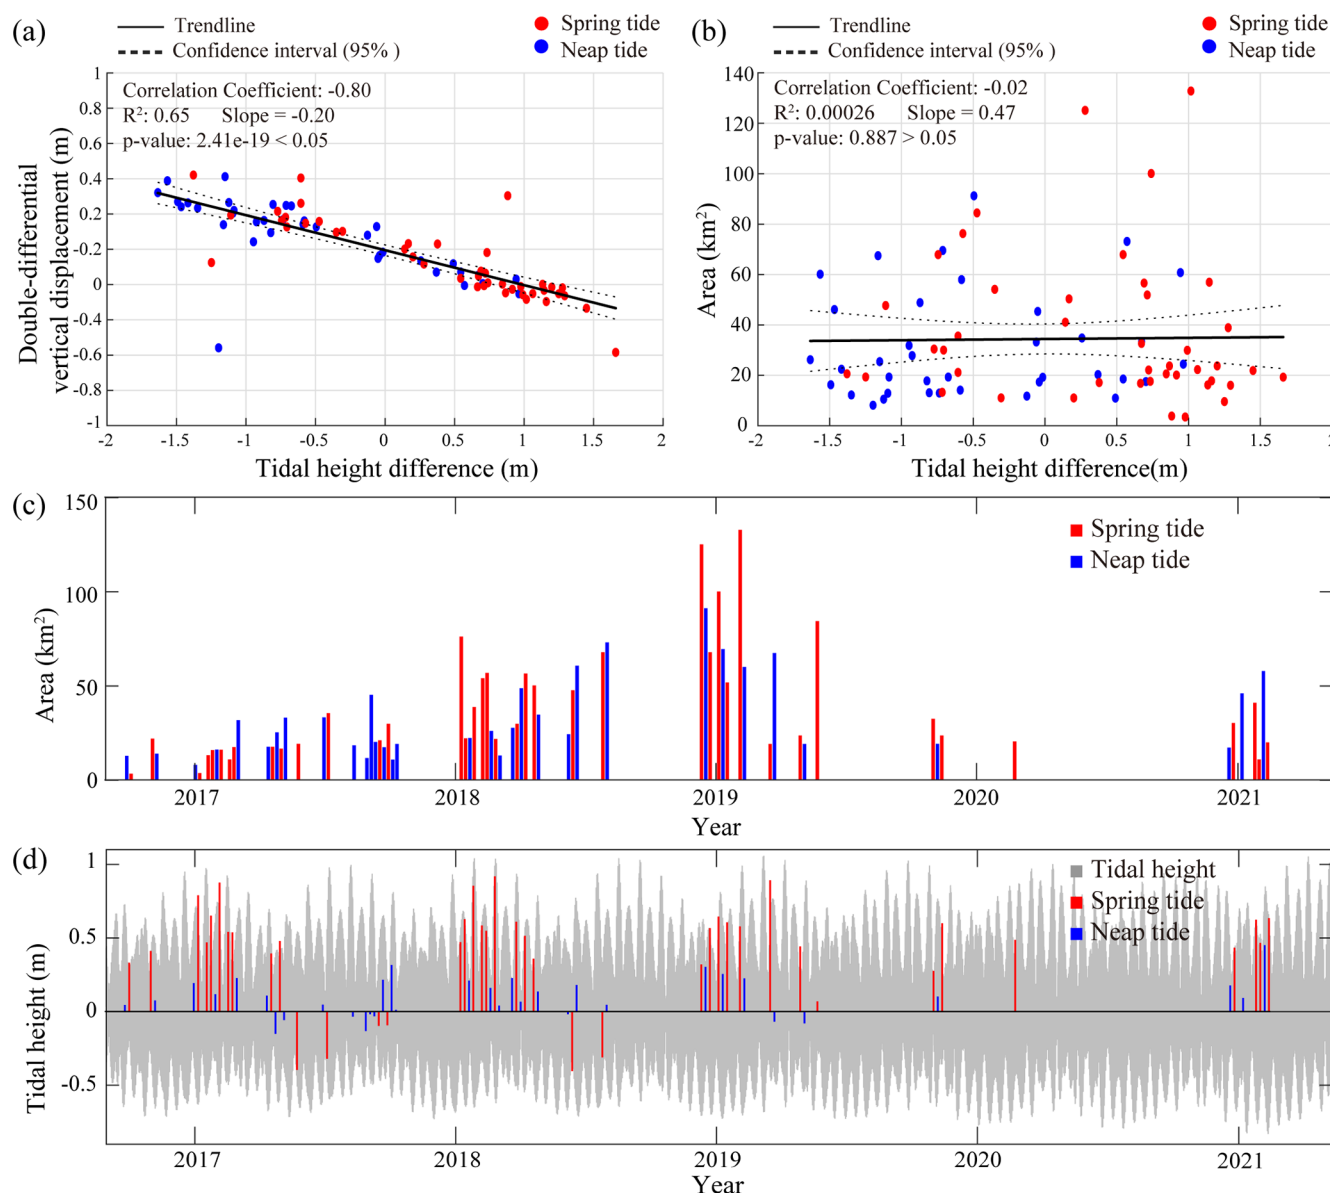 (a)
Trendline
Confidence interval (95% )
Spring tide
Neap tide
Correlation Coefficient: -0.80
R²: 0.65 Slope = -0.20
p-value: 2.41e-19 < 0.05
Double-differential
vertical displacement (m)
1
0.8
0.6
0.4
0.2
-0.2
0
-0.4
-0.6
-0.8
-1
-2 -1.5 -1 -0.5 0 0.5 1 1.5 2
Tidal height difference (m)
(b)
Trendline
Confidence interval (95% )
Spring tide
Neap tide
Correlation Coefficient: -0.02
R²: 0.00026 Slope = 0.47
p-value: 0.887 > 0.05
Area (km²)
140
120
100
80
60
40
20
0
-2 -1.5 -1 -0.5 0 0.5 1 1.5
Tidal height difference(m)
(c)
Spring tide
Neap tide
Area (km²)
150
100
50
0
2017 2018 2019 2020 2021
Year
(d)
Tidal height
Spring tide
Neap tide
Tidal height (m)
1
0.5
0
-0.5
2017 2018 2019 2020 2021
Year